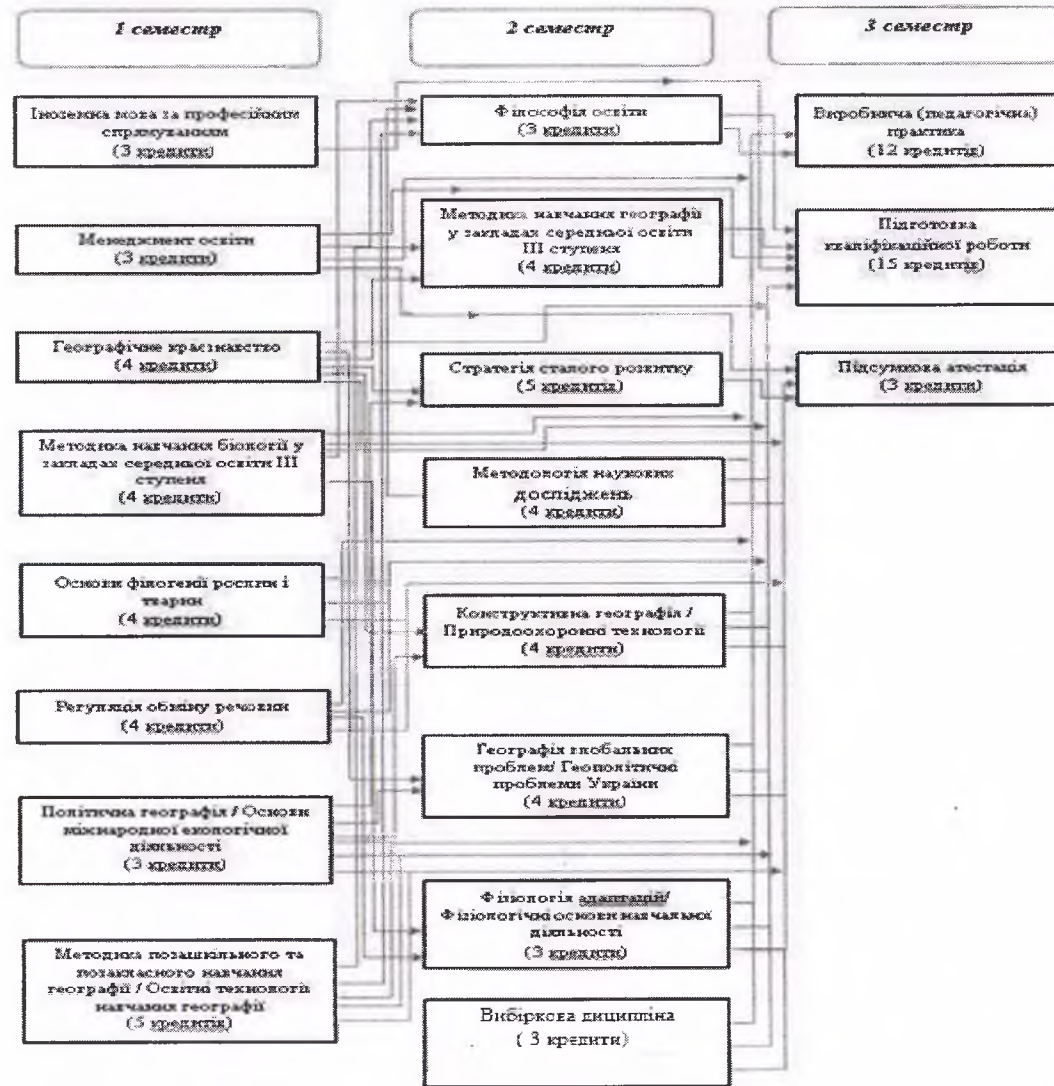 1 семестр
2 семестр
3 семестр
Іноземна мова за професійним
спрямуванням
(3 кредити)
Менеджмент освіти
(3 кредити)
Географічне краєзнавство
(4 кредити)
Методика навчання біології у
закладах середньої освіти ІІІ
ступеня
(4 кредити)
Основи філогенії рослин і
тварин
(4 кредити)
Регуляція обміну речовин
(4 кредити)
Політична географія / Основи
міжнародної екологічної
діяльності
(3 кредити)
Методика позашкільного та
позакласного навчання
географії / Освітні технології
навчання географії
(5 кредитів)
Філософія освіти
(3 кредити)
Методика навчання географії
у закладах середньої освіти
ІІІ ступеня
(4 кредити)
Стратегія сталого розвитку
(5 кредитів)
Методологія наукових
досліджень
(4 кредити)
Конструктивна географія /
Природоохоронні технології
(4 кредити)
Географія глобальних
проблем/ Геополітичні
проблеми України
(4 кредити)
Фізіологія адаптацій/
Фізіологічні основи навчальної
діяльності
(3 кредити)
Вибіркова дисципліна
( 3 кредити)
Виробнича (педагогічна)
практика
(12 кредитів)
Підготовка
кваліфікаційної роботи
(15 кредитів)
Підсумкова атестація
(3 кредити)